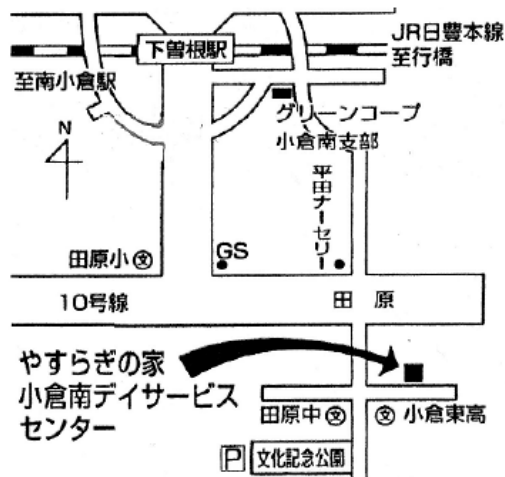 下曽根駅
JR日豊本線
至行橋
至南小倉駅
グリーンコープ
小倉南支部
N
平田ナーセリー
田原小文
GS
10号線
田原
やすらぎの家
小倉南デイサービス
センター
田原中文
文小倉東高
P
文化記念公園